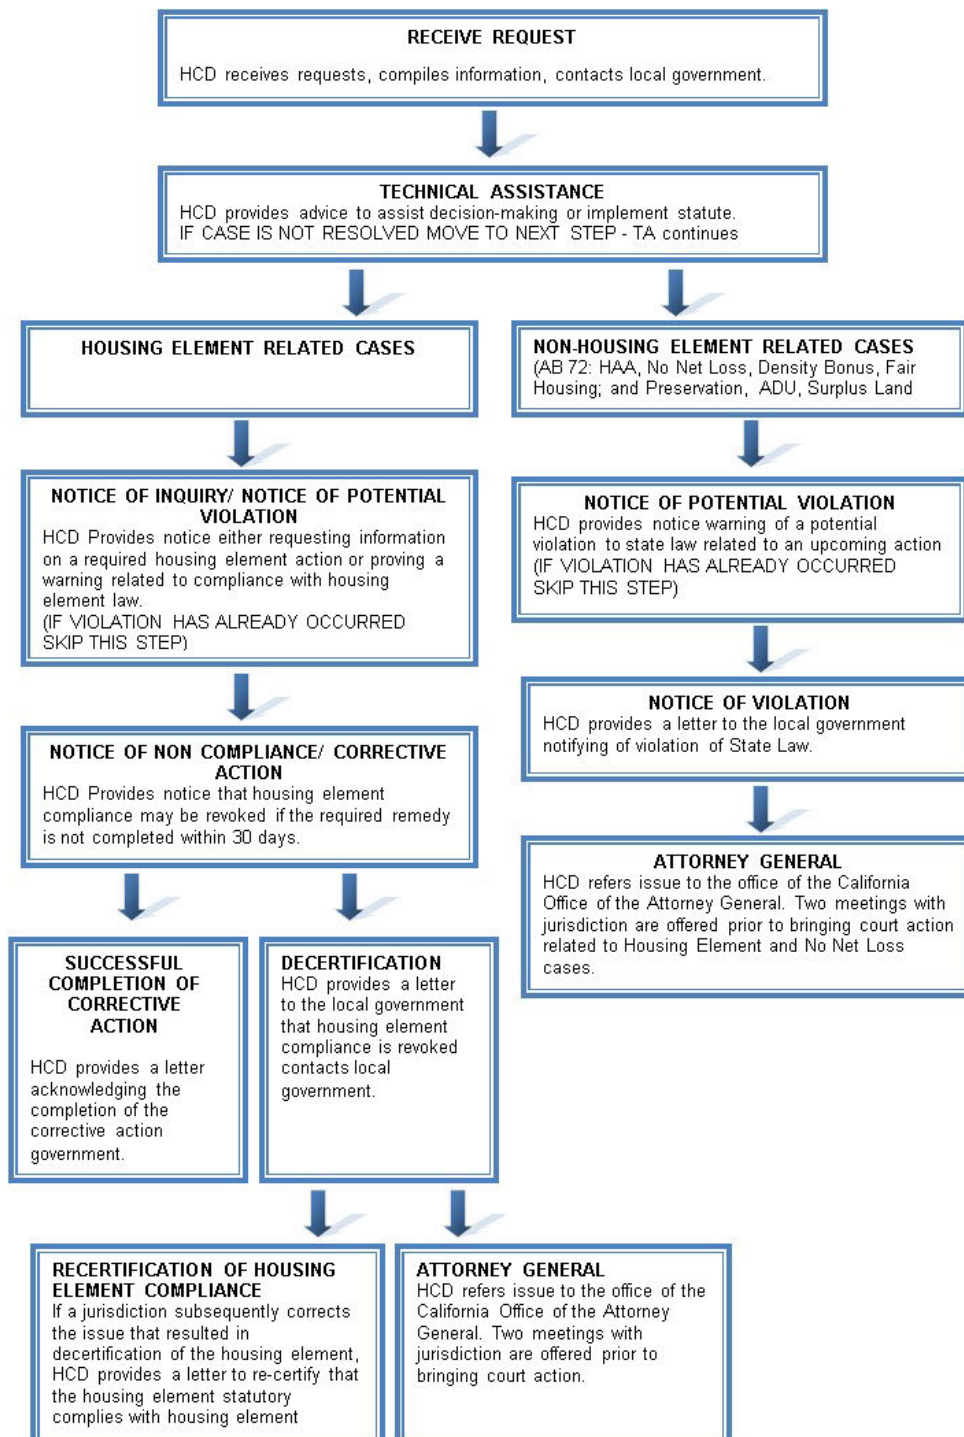 RECEIVE REQUEST
HCD receives requests, compiles information, contacts local government.
TECHNICAL ASSISTANCE
HCD provides advice to assist decision-making or implement statute.
IF CASE IS NOT RESOLVED MOVE TO NEXT STEP - TA continues
HOUSING ELEMENT RELATED CASES
NON-HOUSING ELEMENT RELATED CASES
(AB 72: HAA, No Net Loss, Density Bonus, Fair
Housing; and Preservation, ADU, Surplus Land
NOTICE OF INQUIRY/ NOTICE OF POTENTIAL
VIOLATION
HCD Provides notice either requesting information
on a required housing element action or proving a
warning related to compliance with housing
element law.
(IF VIOLATION HAS ALREADY OCCURRED
SKIP THIS STEP)
NOTICE OF POTENTIAL VIOLATION
HCD provides notice warning of a potential
violation to state law related to an upcoming action
(IF VIOLATION HAS ALREADY OCCURRED
SKIP THIS STEP)
NOTICE OF VIOLATION
HCD provides a letter to the local government
notifying of violation of State Law.
NOTICE OF NON COMPLIANCE/ CORRECTIVE
ACTION
HCD Provides notice that housing element
compliance may be revoked if the required remedy
is not completed within 30 days.
ATTORNEY GENERAL
HCD refers issue to the office of the California
Office of the Attorney General. Two meetings with
jurisdiction are offered prior to bringing court action
related to Housing Element and No Net Loss
cases.
SUCCESSFUL
COMPLETION OF
CORRECTIVE
ACTION
HCD provides a letter
acknowledging the
completion of the
corrective action
government.
DECERTIFICATION
HCD provides a letter
to the local government
that housing element
compliance is revoked
contacts local
government.
RECERTIFICATION OF HOUSING
ELEMENT COMPLIANCE
If a jurisdiction subsequently corrects
the issue that resulted in
decertification of the housing element,
HCD provides a letter to re-certify that
the housing element statutory
complies with housing element
ATTORNEY GENERAL
HCD refers issue to the office of the
California Office of the Attorney
General. Two meetings with
jurisdiction are offered prior to
bringing court action.